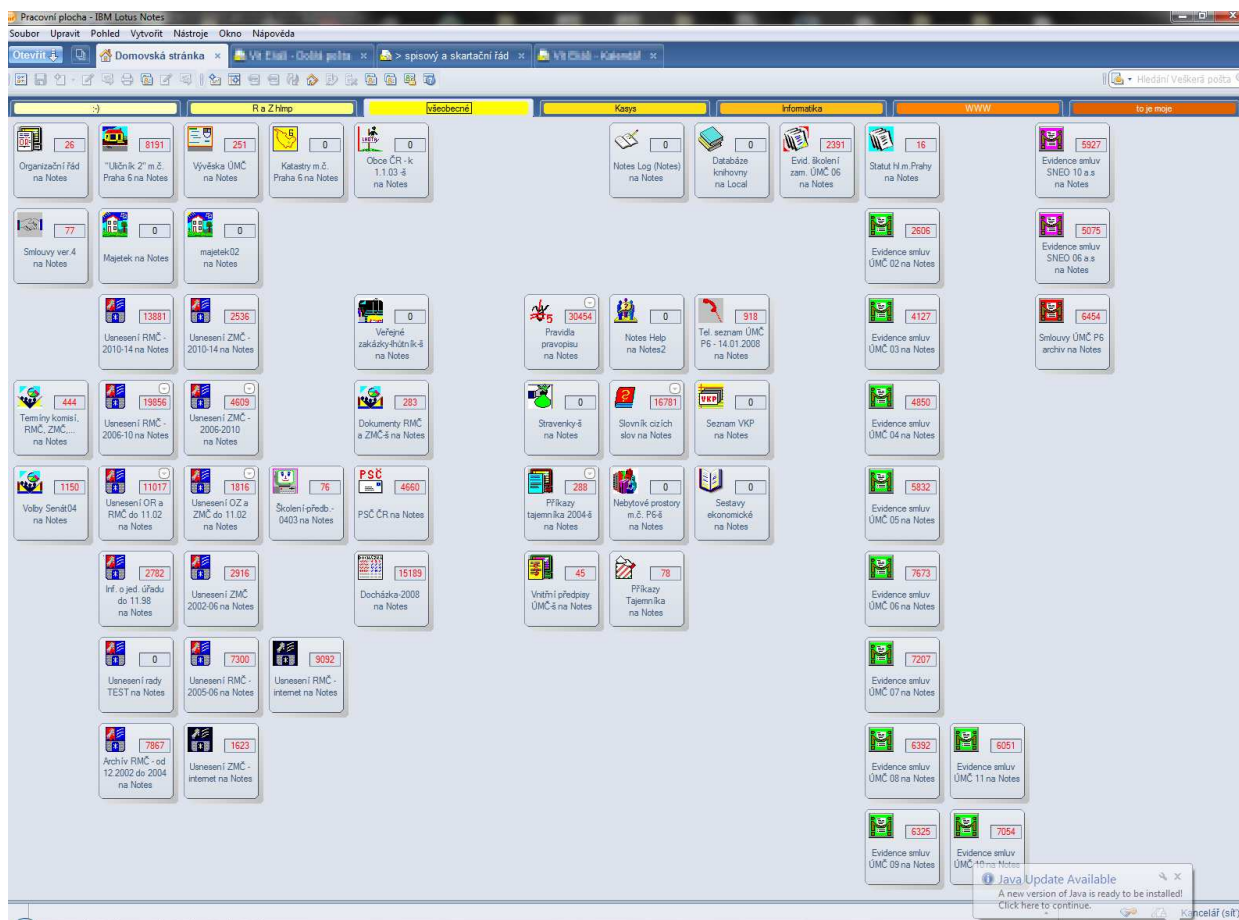 Pracovní plocha - IBM Lotus Notes
Soubor Upravit Pohled Vytvořit Nástroje Okno Nápověda
Otevřít
Domovská stránka ×
×
> spisový a skartační řád ×
Kalendář ×
Hledání Veškerá pošta
:-)
R a Z hlmp
všeobecné
Kasys
Informatika
WWW
to je moje
26
Organizační řád
na Notes
8191
"Uličník 2" m.č.
Praha 6 na Notes
251
Vývěska ÚMČ
na Notes
0
Katastry m.č.
Praha 6 na Notes
0
Obce ČR - k
1.1.03 -š
na Notes
0
Notes Log (Notes)
na Notes
0
Databáze
knihovny
na Local
2391
Evid. školení
zam. ÚMČ 06
na Notes
16
Statut hl.m.Prahy
na Notes
5927
Evidence smluv
SNEO 10 a.s
na Notes
77
Smlouvy ver.4
na Notes
0
Majetek na Notes
0
majetek02
na Notes
2606
Evidence smluv
ÚMČ 02 na Notes
5075
Evidence smluv
SNEO 06 a.s
na Notes
13881
Usnesení RMČ -
2010-14 na Notes
2536
Usnesení ZMČ -
2010-14 na Notes
0
Veřejné
zakázky-lhůtník-š
na Notes
5
30454
Pravidla
pravopisu
na Notes
0
Notes Help
na Notes2
918
Tel. seznam ÚMČ
P6 - 14.01.2008
na Notes
4127
Evidence smluv
ÚMČ 03 na Notes
6454
Smlouvy ÚMČ P6
archiv na Notes
444
Termíny komisí,
RMČ, ZMČ,...
na Notes
19856
Usnesení RMČ -
2006-10 na Notes
4609
Usnesení ZMČ -
2006-2010
na Notes
283
Dokumenty RMČ
a ZMČ-š na Notes
0
Stravenky-š
na Notes
16781
Slovník cizích
slov na Notes
VKP
0
Seznam VKP
na Notes
4850
Evidence smluv
ÚMČ 04 na Notes
1150
Volby Senát04
na Notes
11017
Usnesení OR a
RMČ do 11.02
na Notes
1816
Usnesení OZ a
ZMČ do 11.02
na Notes
76
Školení-předb.-
0403 na Notes
PSČ
4660
PSČ ČR na Notes
288
Příkazy
tajemníka 2004-š
na Notes
0
Nebytové prostory
m.č. P6-š
na Notes
0
Sestavy
ekonomické
na Notes
5832
Evidence smluv
ÚMČ 05 na Notes
2782
Inf. o jed. úřadu
do 11.98
na Notes
2916
Usnesení ZMČ
2002-06 na Notes
15189
Docházka-2008
na Notes
45
Vnitřní předpisy
ÚMČ-š na Notes
78
Příkazy
Tajemníka
na Notes
7673
Evidence smluv
ÚMČ 06 na Notes
0
Usnesení rady
TEST na Notes
7300
Usnesení RMČ -
2005-06 na Notes
9092
Usnesení RMČ -
internet na Notes
7207
Evidence smluv
ÚMČ 07 na Notes
7867
Archív RMČ - od
12.2002 do 2004
na Notes
1623
Usnesení ZMČ -
internet na Notes
6392
Evidence smluv
ÚMČ 08 na Notes
6051
Evidence smluv
ÚMČ 11 na Notes
6325
Evidence smluv
ÚMČ 09 na Notes
7054
Evidence smluv
ÚMČ 10 na Notes
Java Update Available
A new version of Java is ready to be installed!
Click here to continue.
Kancelář (síť)